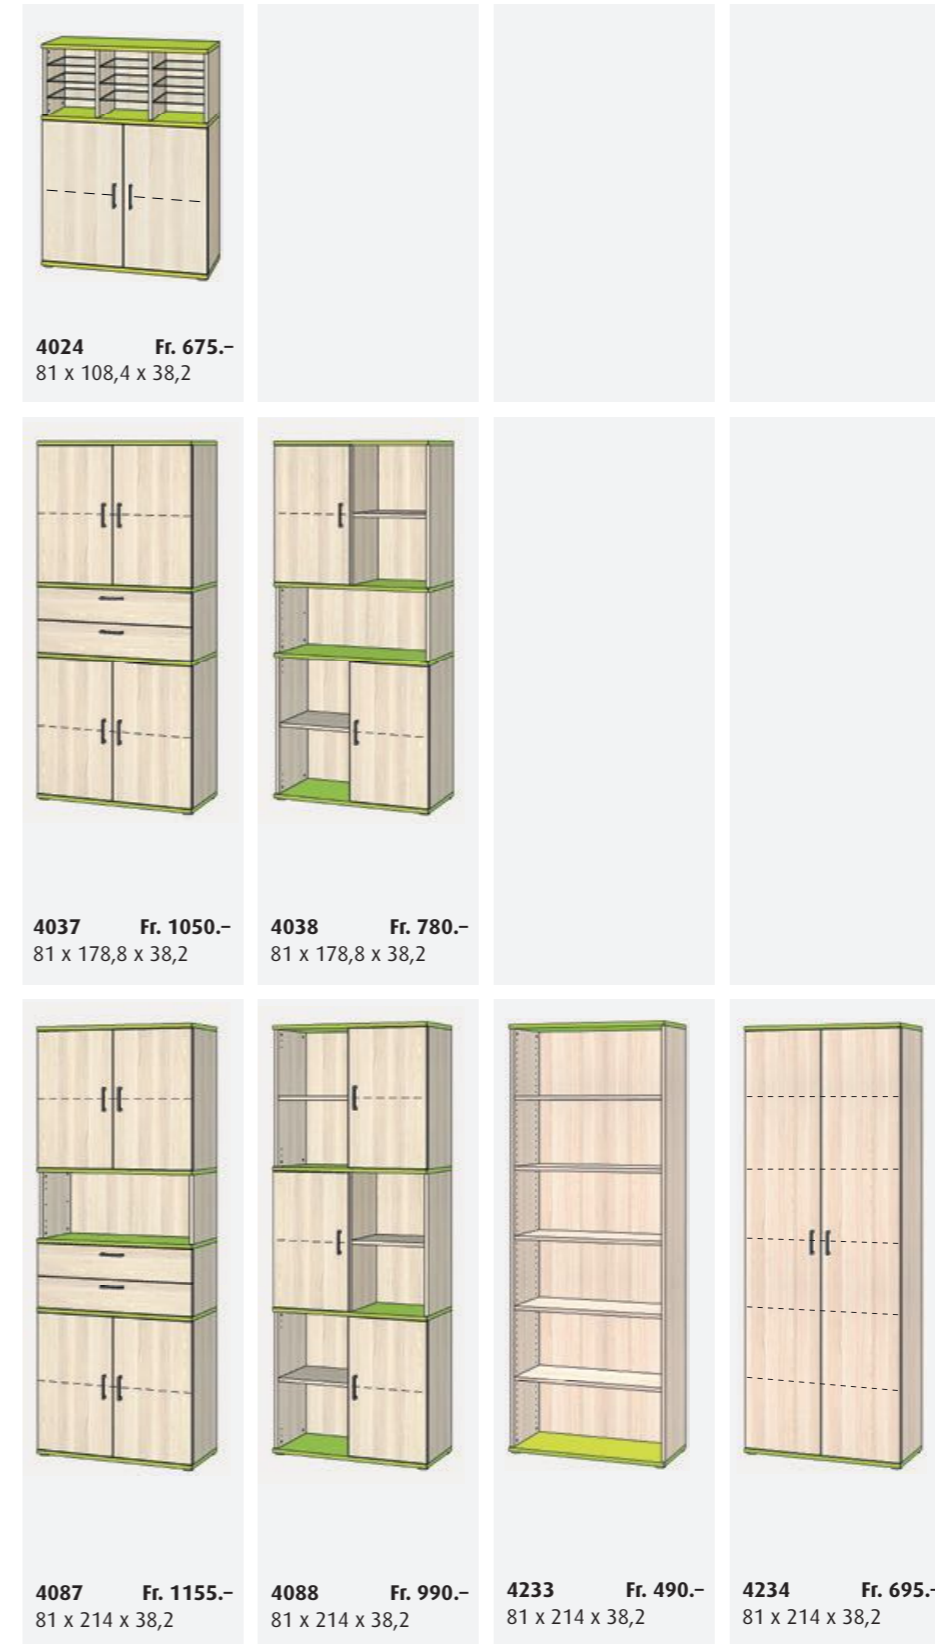 4024 Fr. 675.–
81 x 108,4 x 38,2
4037 Fr. 1050.–
81 x 178,8 x 38,2
4038 Fr. 780.–
81 x 178,8 x 38,2
4087 Fr. 1155.–
81 x 214 x 38,2
4088 Fr. 990.–
81 x 214 x 38,2
4233 Fr. 490.–
81 x 214 x 38,2
4234 Fr. 695.–
81 x 214 x 38,2